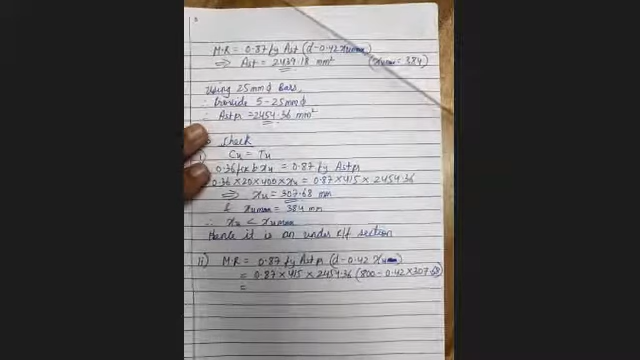 M.R = 0.87 fy Ast (d-0.42 xumax)
⇒ Ast = 2439.18 mm² (xumax = 384)
Using 25mm ϕ Bars,
∴ Provide 5-25mm ϕ
∴ Astpr = 2454.36 mm²
Check
i) Cu = Tu
0.36 fck b xu = 0.87 fy Astpr
0.36 × 20 × 400 × xu = 0.87 × 415 × 2454.36
⇒ xu = 307.68 mm
& xumax = 384 mm
∴ xu < xumax
Hence it is an under R/f section
ii) M.R = 0.87 fy Astpr (d-0.42 xu)
= 0.87 × 415 × 2454.36 (800 - 0.42 × 307.68)
=